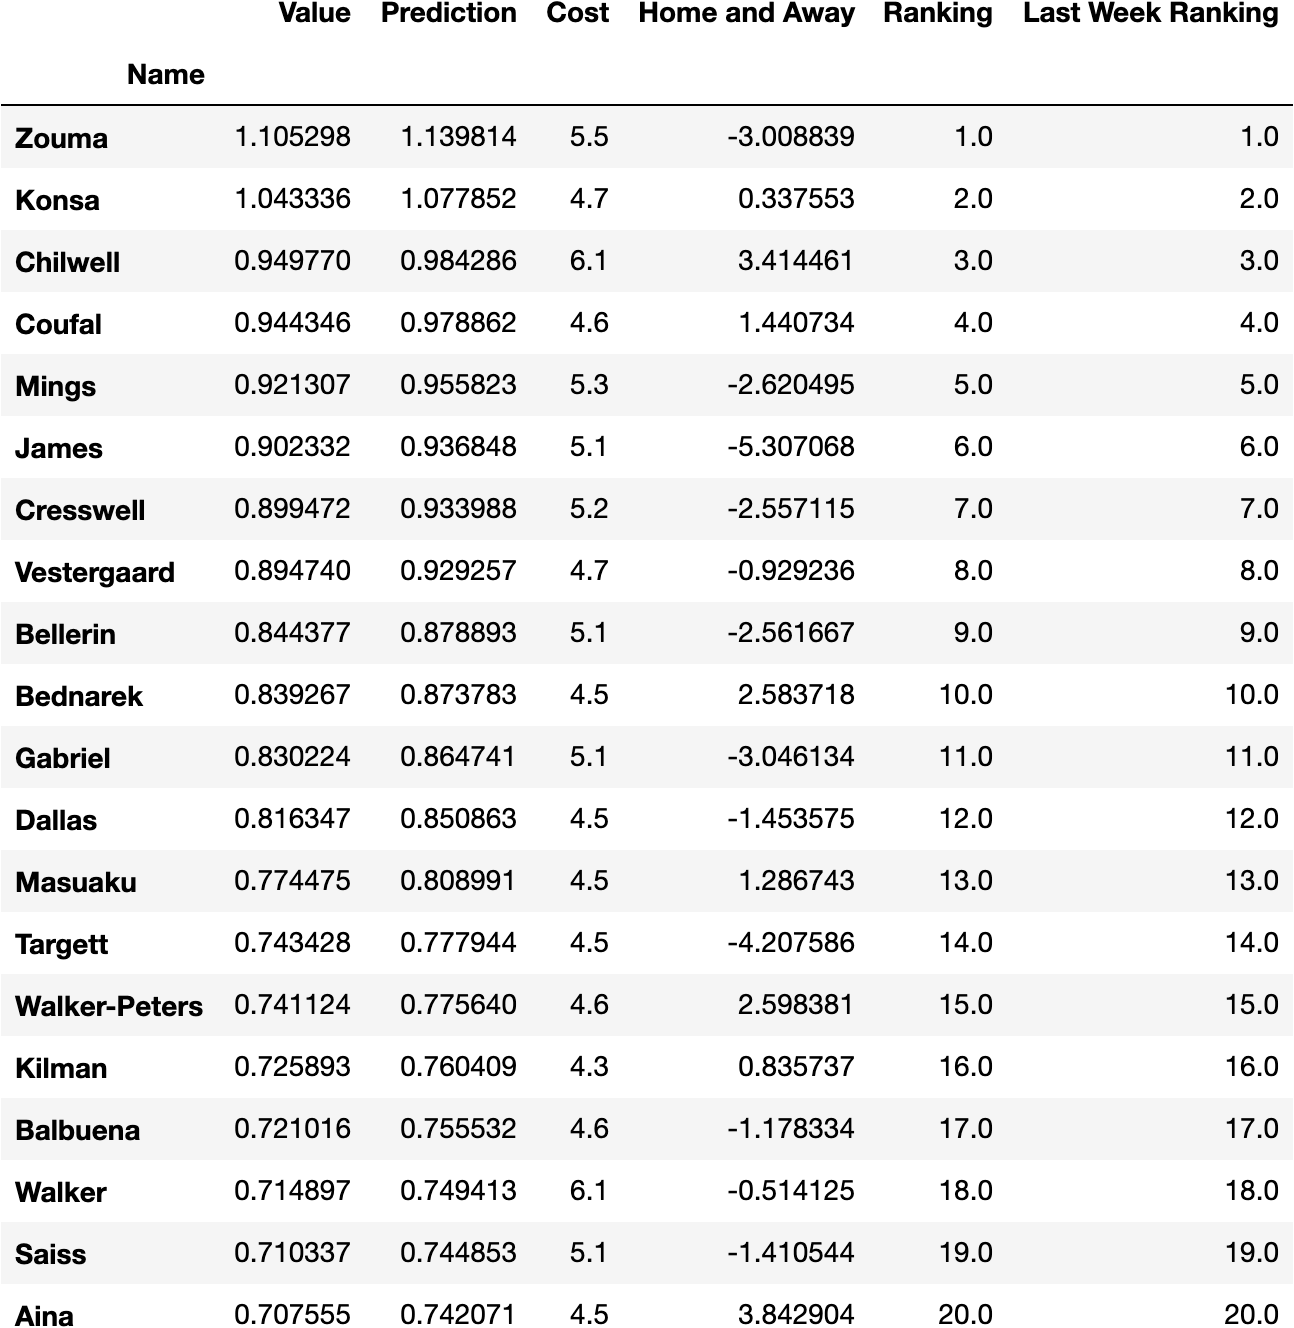 Value Prediction Cost Home and Away Ranking Last Week Ranking
Name
Zouma 1.105298 1.139814 5.5 -3.008839 1.0 1.0
Konsa 1.043336 1.077852 4.7 0.337553 2.0 2.0
Chilwell 0.949770 0.984286 6.1 3.414461 3.0 3.0
Coufal 0.944346 0.978862 4.6 1.440734 4.0 4.0
Mings 0.921307 0.955823 5.3 -2.620495 5.0 5.0
James 0.902332 0.936848 5.1 -5.307068 6.0 6.0
Cresswell 0.899472 0.933988 5.2 -2.557115 7.0 7.0
Vestergaard 0.894740 0.929257 4.7 -0.929236 8.0 8.0
Bellerin 0.844377 0.878893 5.1 -2.561667 9.0 9.0
Bednarek 0.839267 0.873783 4.5 2.583718 10.0 10.0
Gabriel 0.830224 0.864741 5.1 -3.046134 11.0 11.0
Dallas 0.816347 0.850863 4.5 -1.453575 12.0 12.0
Masuaku 0.774475 0.808991 4.5 1.286743 13.0 13.0
Targett 0.743428 0.777944 4.5 -4.207586 14.0 14.0
Walker-Peters 0.741124 0.775640 4.6 2.598381 15.0 15.0
Kilman 0.725893 0.760409 4.3 0.835737 16.0 16.0
Balbuena 0.721016 0.755532 4.6 -1.178334 17.0 17.0
Walker 0.714897 0.749413 6.1 -0.514125 18.0 18.0
Saiss 0.710337 0.744853 5.1 -1.410544 19.0 19.0
Aina 0.707555 0.742071 4.5 3.842904 20.0 20.0